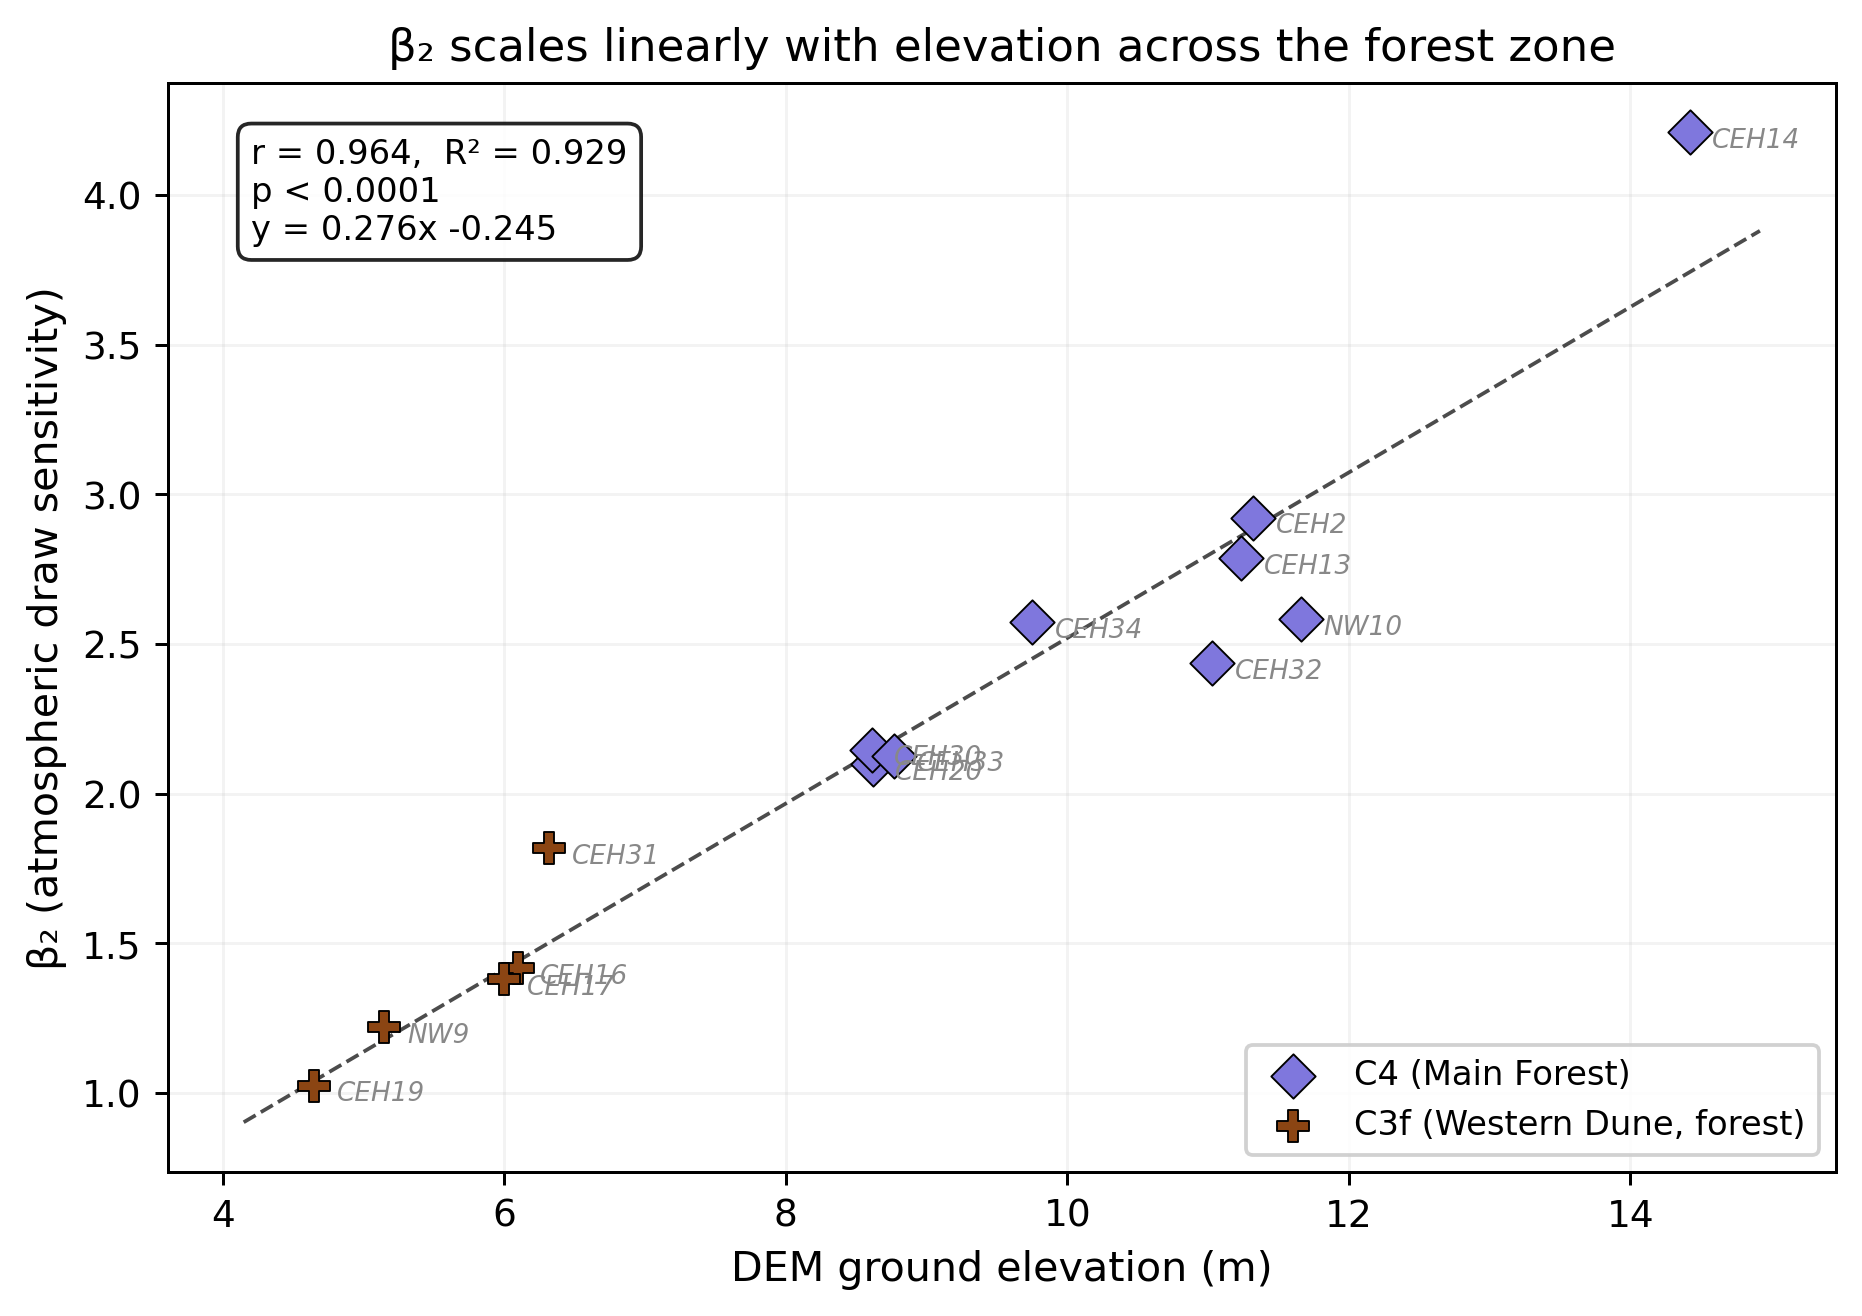 β₂ scales linearly with elevation across the forest zone
r = 0.964,  R² = 0.929
p < 0.0001
y = 0.276x -0.245
CEH14
4.0
3.5
3.0
2.5
2.0
1.5
1.0
β₂ (atmospheric draw sensitivity)
CEH2
CEH13
CEH34
NW10
CEH32
CEH30
CEH33
CEH20
CEH31
CEH16
CEH17
NW9
CEH19
C4 (Main Forest)
C3f (Western Dune, forest)
4
6
8
10
12
14
DEM ground elevation (m)